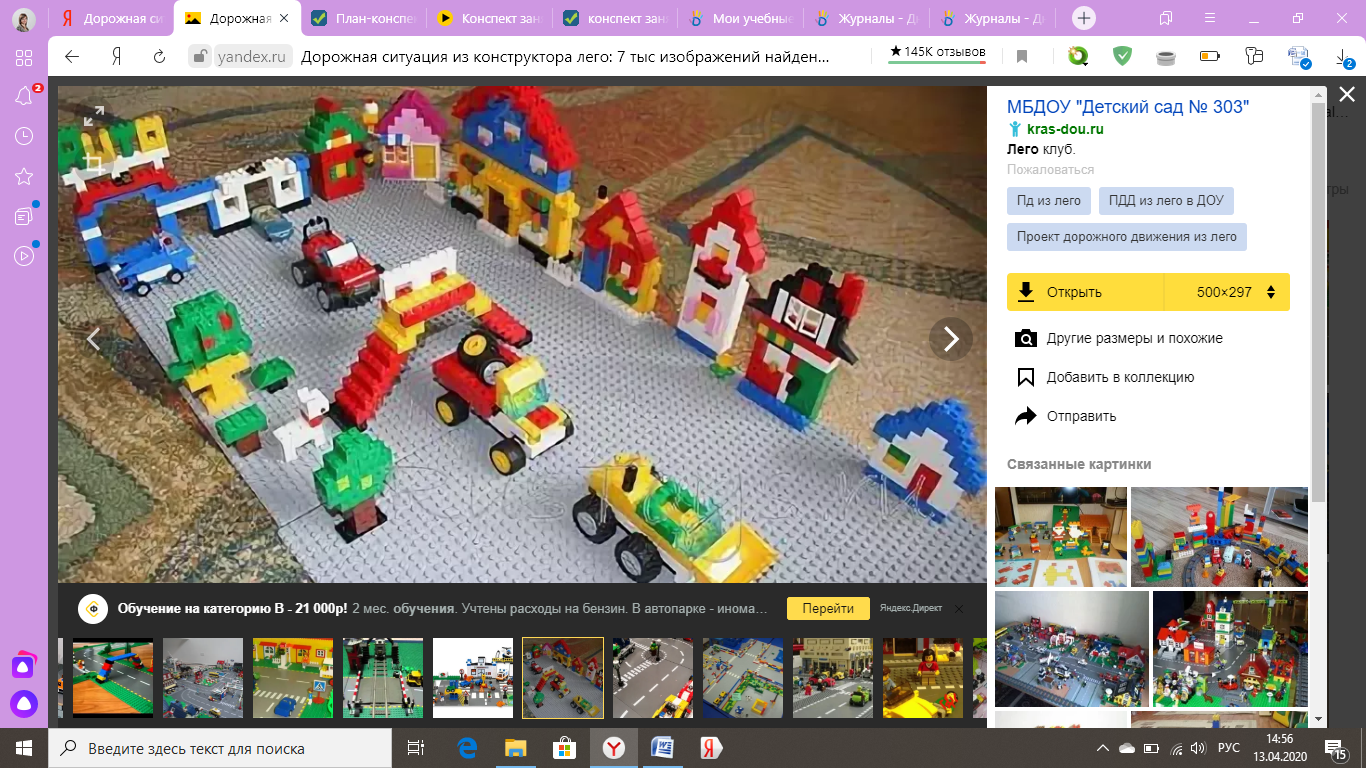 Дорожная си
Дорожная
План-конспе
Конспект зан
конспект зан
Мои учебные
Журналы - Д
Журналы - Д
yandex.ru
Дорожная ситуация из конструктора лего: 7 тыс изображений найден...
★145K отзывов
2
2
МБДОУ "Детский сад № 303"
kras-dou.ru
Лего клуб.
Пожаловаться
Пд из лего
ПДД из лего в ДОУ
Проект дорожного движения из лего
Открыть
500×297
Другие размеры и похожие
Добавить в коллекцию
Отправить
Связанные картинки
Обучение на категорию В - 21 000р! 2 мес. обучения. Учтены расходы на бензин. В автопарке - инома...
Перейти
Яндекс.Директ
Введите здесь текст для поиска
РУС
14:56
13.04.2020
15